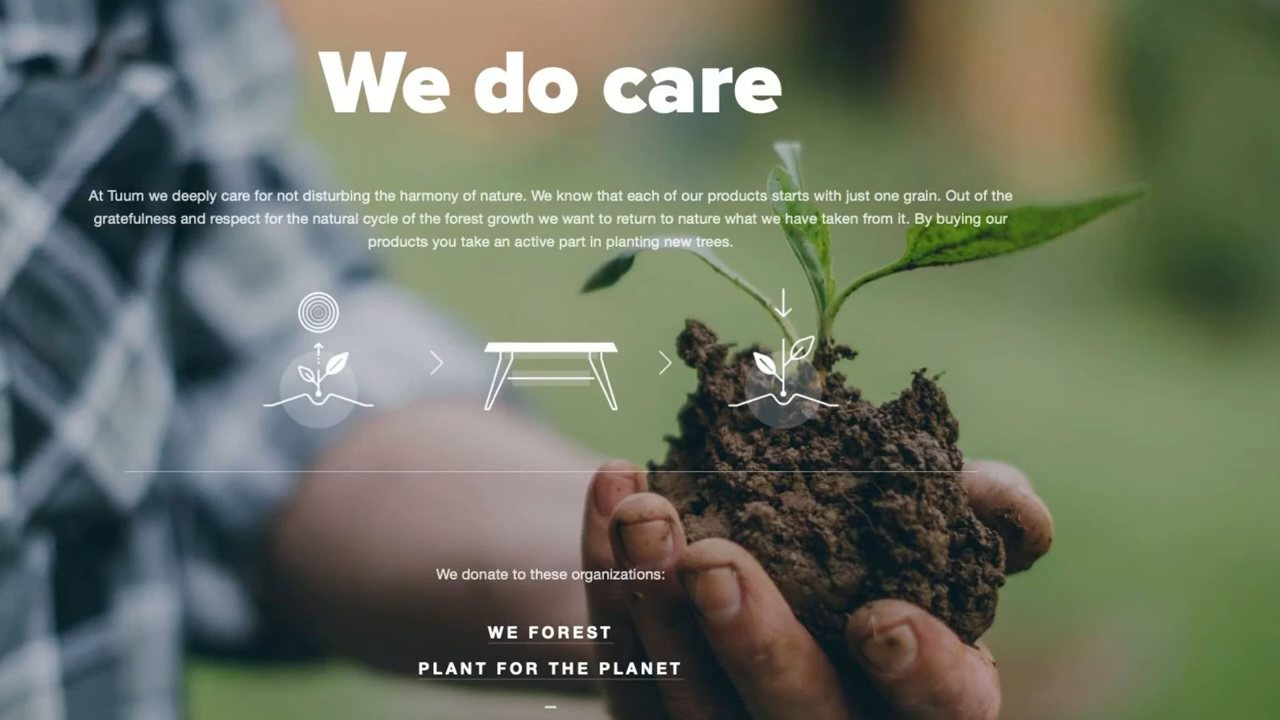 We do care
At Tuum we deeply care for not disturbing the harmony of nature. We know that each of our products starts with just one grain. Out of the
gratefulness and respect for the natural cycle of the forest growth we want to return to nature what we have taken from it. By buying our
products you take an active part in planting new trees.
We donate to these organizations:
WE FOREST
PLANT FOR THE PLANET